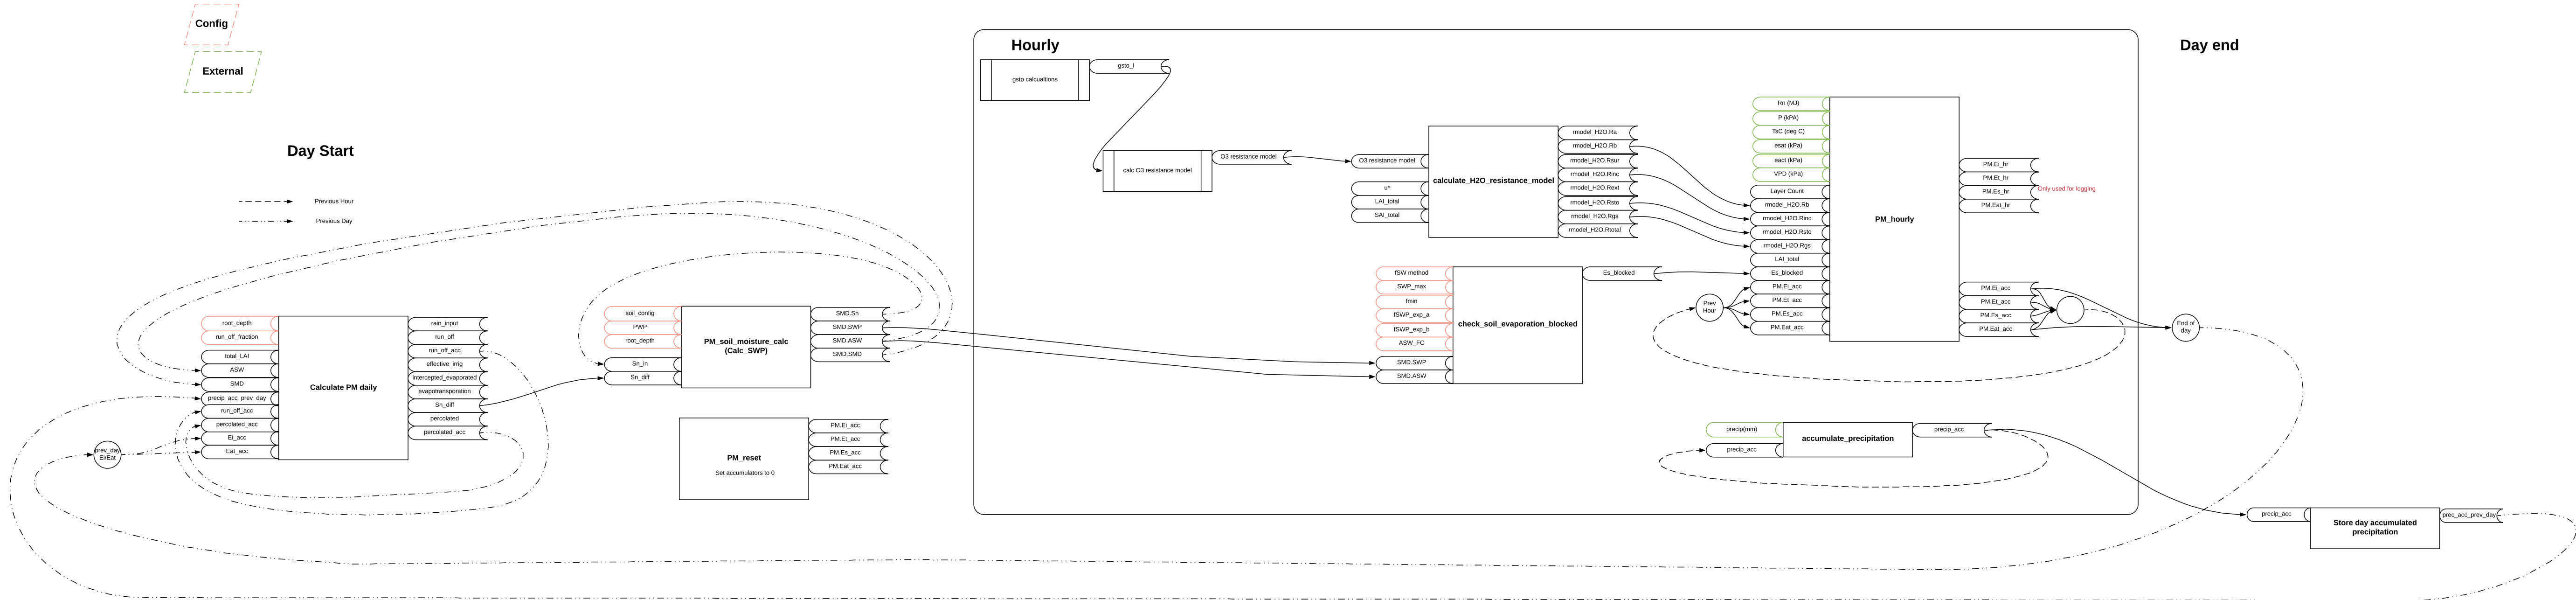 Config
External
Day Start
Previous Hour
Previous Day
root_depth
run_off_fraction
total_LAI
ASW
SMD
precip_acc_prev_day
run_off_acc
percolated_acc
Ei_acc
Eat_acc
prev_day
Ei/Eat
Calculate PM daily
rain_input
run_off
run_off_acc
effective_irrig
intercepted_evaporated
evapotransporation
Sn_diff
percolated
percolated_acc
soil_config
PWP
root_depth
Sn_in
Sn_diff
PM_soil_moisture_calc
(Calc_SWP)
SMD.Sn
SMD.SWP
SMD.ASW
SMD.SMD
PM_reset
Set accumulators to 0
PM.Ei_acc
PM.Et_acc
PM.Es_acc
PM.Eat_acc
Hourly
gsto calcualtions
gsto_l
calc O3 resistance model
O3 resistance model
O3 resistance model
u*
LAI_total
SAI_total
calculate_H2O_resistance_model
rmodel_H2O.Ra
rmodel_H2O.Rb
rmodel_H2O.Rsur
rmodel_H2O.Rinc
rmodel_H2O.Rext
rmodel_H2O.Rsto
rmodel_H2O.Rgs
rmodel_H2O.Rtotal
fSW method
SWP_max
fmin
fSWP_exp_a
fSWP_exp_b
ASW_FC
SMD.SWP
SMD.ASW
check_soil_evaporation_blocked
Es_blocked
Rn (MJ)
P (kPA)
TsC (deg C)
esat (kPa)
eact (kPa)
VPD (kPa)
Layer Count
rmodel_H2O.Rb
rmodel_H2O.Rinc
rmodel_H2O.Rsto
rmodel_H2O.Rgs
LAI_total
Es_blocked
PM.Ei_acc
PM.Et_acc
PM.Es_acc
PM.Eat_acc
Prev
Hour
PM_hourly
PM.Ei_hr
PM.Et_hr
PM.Es_hr
PM.Eat_hr
Only used for logging
PM.Ei_acc
PM.Et_acc
PM.Es_acc
PM.Eat_acc
precip(mm)
precip_acc
accumulate_precipitation
precip_acc
Day end
End of
day
precip_acc
Store day accumulated
precipitation
prec_acc_prev_day